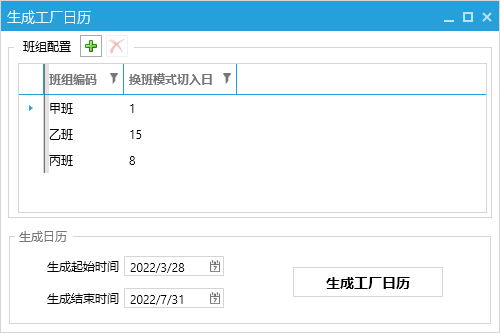 生成工厂日历
班组配置
班组编码 换班模式切入日
甲班 1
乙班 15
丙班 8
生成日历
生成起始时间 2022/3/28
生成结束时间 2022/7/31
生成工厂日历